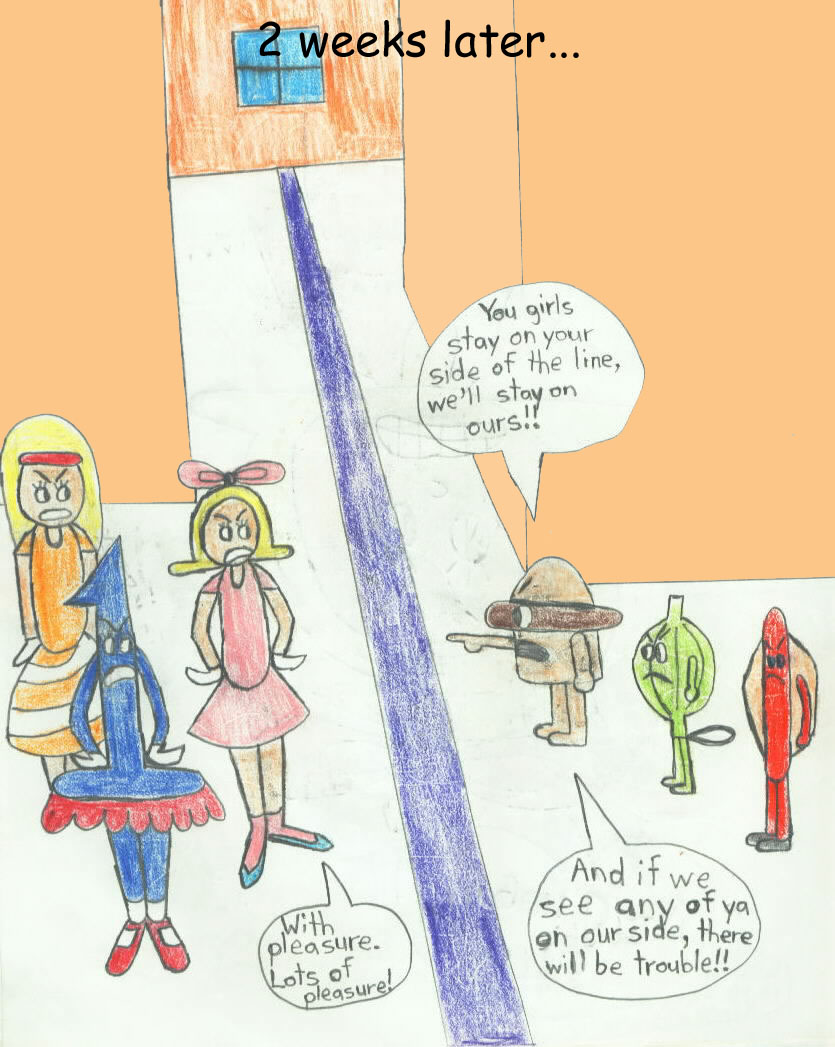 2 weeks later...
You girls
stay on your
side of the line,
we'll stay on
ours!!
And if we
see any of ya
on our side, there
will be trouble!!
With
pleasure.
Lots of
pleasure!